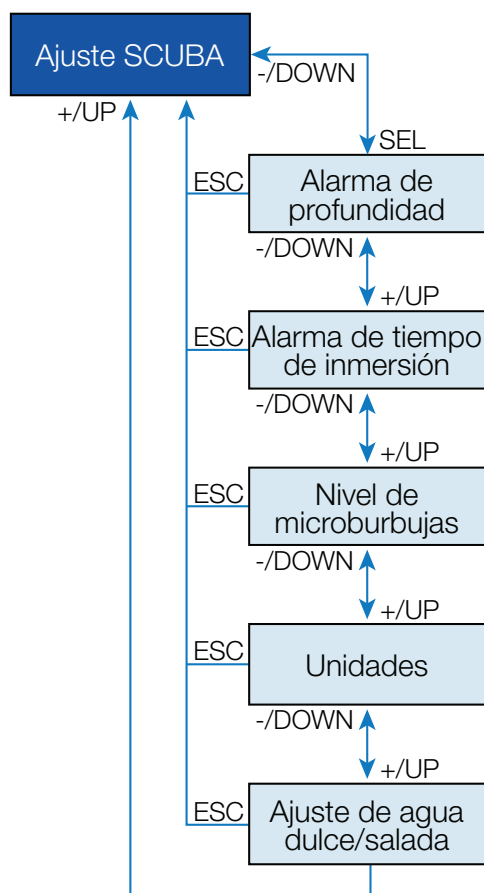 Ajuste SCUBA
-/DOWN
+/UP
SEL
ESC
Alarma de
profundidad
-/DOWN
+/UP
ESC
Alarma de tiempo
de inmersión
-/DOWN
+/UP
ESC
Nivel de
microburbujas
-/DOWN
+/UP
ESC
Unidades
-/DOWN
+/UP
ESC
Ajuste de agua
dulce/salada